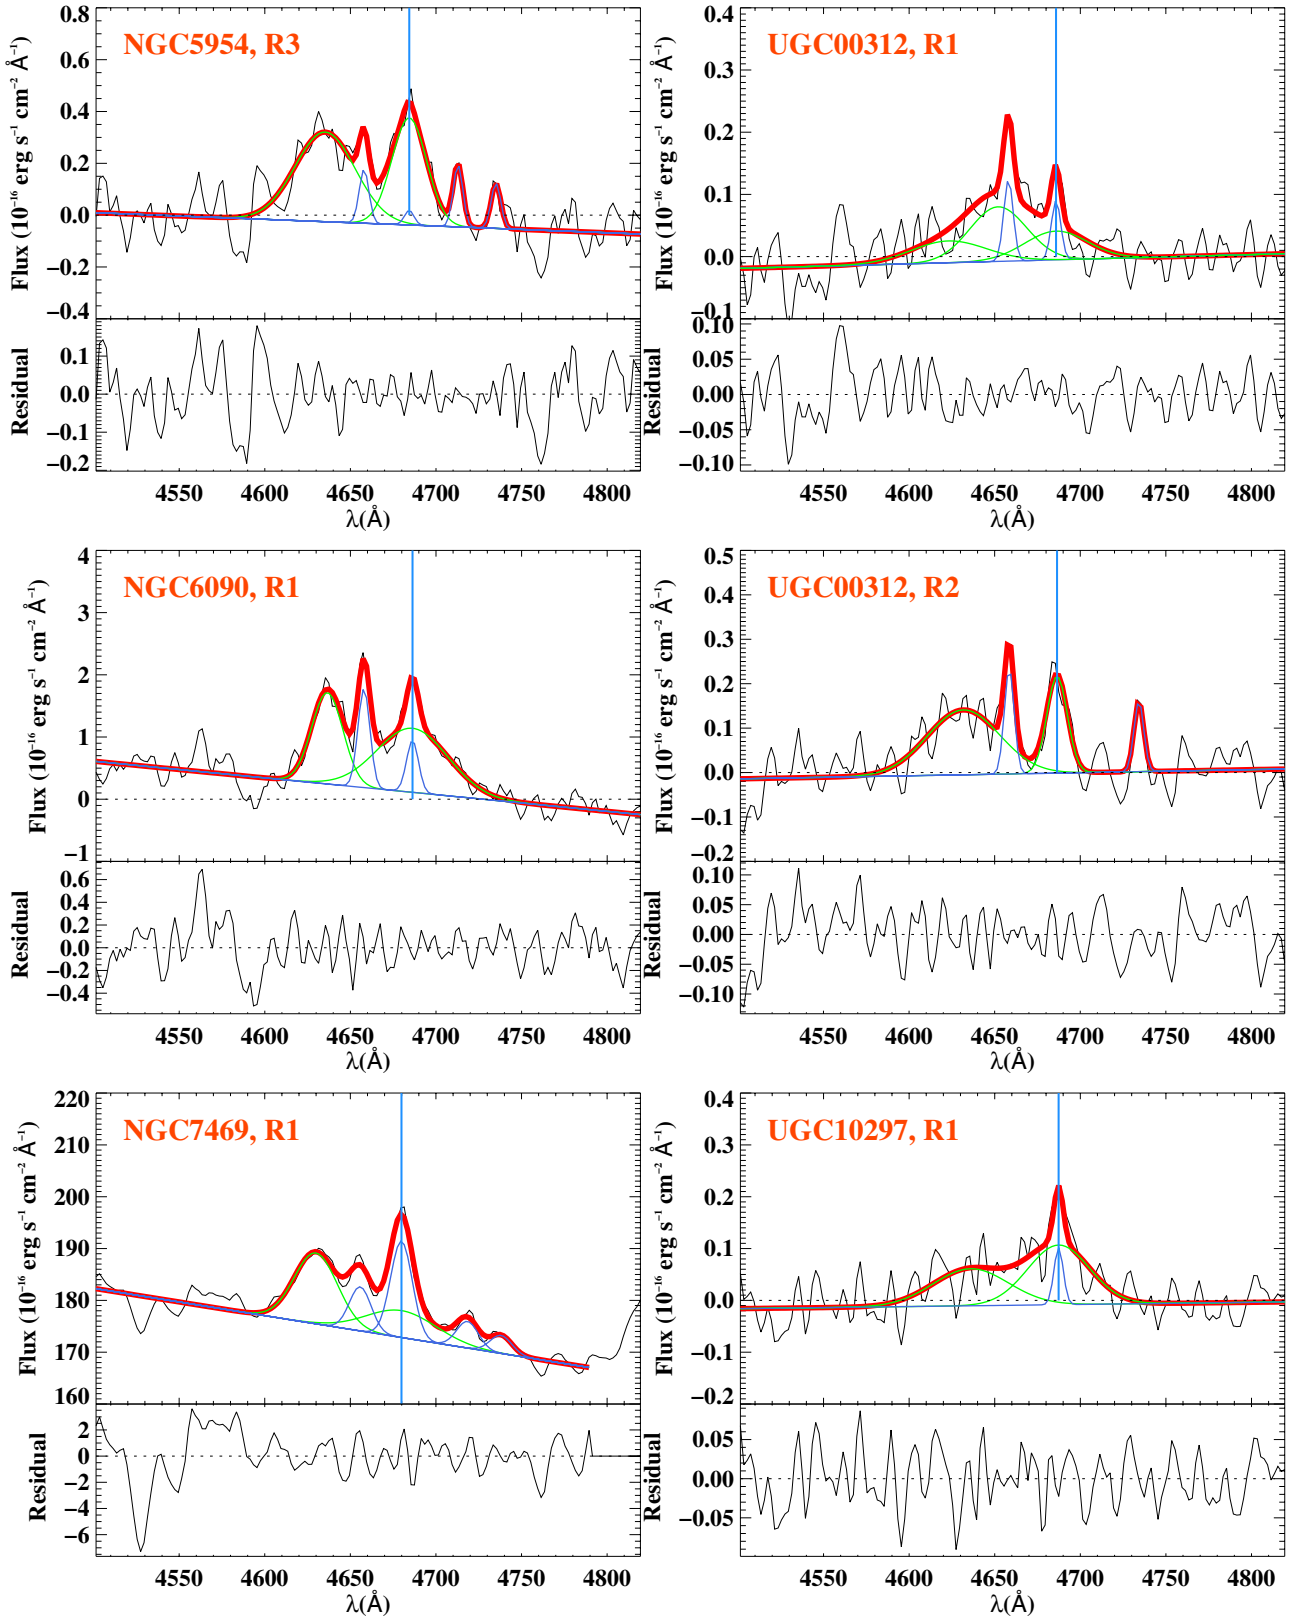 NGC5954, R3
Flux (10⁻¹⁶ erg s⁻¹ cm⁻² Å⁻¹)
0.8
0.6
0.4
0.2
0.0
−0.2
−0.4
Residual
0.1
0.0
−0.1
−0.2
4550 4600 4650 4700 4750 4800
λ(Å)
UGC00312, R1
Flux (10⁻¹⁶ erg s⁻¹ cm⁻² Å⁻¹)
0.4
0.3
0.2
0.1
0.0
−0.1
Residual
0.10
0.05
0.00
−0.05
−0.10
4550 4600 4650 4700 4750 4800
λ(Å)
NGC6090, R1
Flux (10⁻¹⁶ erg s⁻¹ cm⁻² Å⁻¹)
4
3
2
1
0
−1
Residual
0.6
0.4
0.2
0.0
−0.2
−0.4
4550 4600 4650 4700 4750 4800
λ(Å)
UGC00312, R2
Flux (10⁻¹⁶ erg s⁻¹ cm⁻² Å⁻¹)
0.5
0.4
0.3
0.2
0.1
0.0
−0.1
−0.2
Residual
0.10
0.05
0.00
−0.05
−0.10
4550 4600 4650 4700 4750 4800
λ(Å)
NGC7469, R1
Flux (10⁻¹⁶ erg s⁻¹ cm⁻² Å⁻¹)
220
210
200
190
180
170
160
Residual
2
0
−2
−4
−6
4550 4600 4650 4700 4750 4800
λ(Å)
UGC10297, R1
Flux (10⁻¹⁶ erg s⁻¹ cm⁻² Å⁻¹)
0.4
0.3
0.2
0.1
0.0
−0.1
−0.2
Residual
0.05
0.00
−0.05
4550 4600 4650 4700 4750 4800
λ(Å)